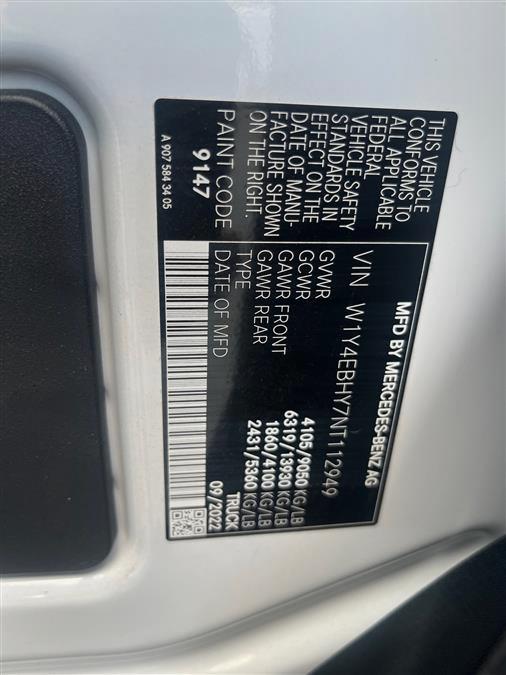 MFD BY MERCEDES-BENZ AG
VIN W1Y4EBHY7NT112949
GVWR 4105/9050 KG/LB
GCWR 6319/13930 KG/LB
GAWR FRONT 1860/4100 KG/LB
GAWR REAR 2431/5360 KG/LB
TYPE TRUCK
DATE OF MFD 09/2022
THIS VEHICLE
CONFORMS TO
ALL APPLICABLE
FEDERAL
VEHICLE SAFETY
STANDARDS IN
EFFECT ON THE
DATE OF MANU-
FACTURE SHOWN
ON THE RIGHT.
PAINT CODE
9147
A 907 584 34 05